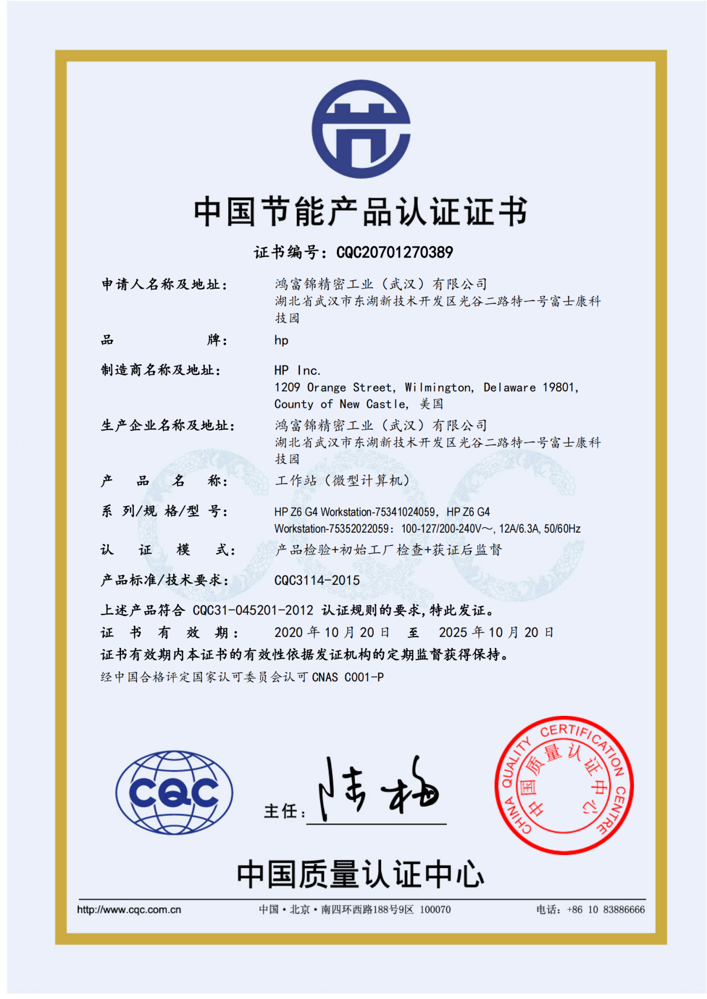 中国节能产品认证证书
证书编号：CQC20701270389
申请人名称及地址： 鸿富锦精密工业（武汉）有限公司
湖北省武汉市东湖新技术开发区光谷二路特一号富士康科
技园
品 牌： hp
制造商名称及地址： HP Inc.
1209 Orange Street, Wilmington, Delaware 19801,
County of New Castle, 美国
生产企业名称及地址： 鸿富锦精密工业（武汉）有限公司
湖北省武汉市东湖新技术开发区光谷二路特一号富士康科
技园
产 品 名 称： 工作站（微型计算机）
系 列/规 格/型 号： HP Z6 G4 Workstation-75341024059，HP Z6 G4
Workstation-75352022059：100-127/200-240V～, 12A/6.3A, 50/60Hz
认 证 模 式： 产品检验+初始工厂检查+获证后监督
产品标准/技术要求： CQC3114-2015
上述产品符合 CQC31-045201-2012 认证规则的要求,特此发证。
证 书 有 效 期： 2020 年 10 月 20 日 至 2025 年 10 月 20 日
证书有效期内本证书的有效性依据发证机构的定期监督获得保持。
经中国合格评定国家认可委员会认可 CNAS C001-P
CQC
CQC
主任：陆梅
CHINA QUALITY CERTIFICATION CENTRE
中国质量认证中心
中国质量认证中心
http://www.cqc.com.cn 中国·北京·南四环西路188号9区 100070 电话：+86 10 83886666